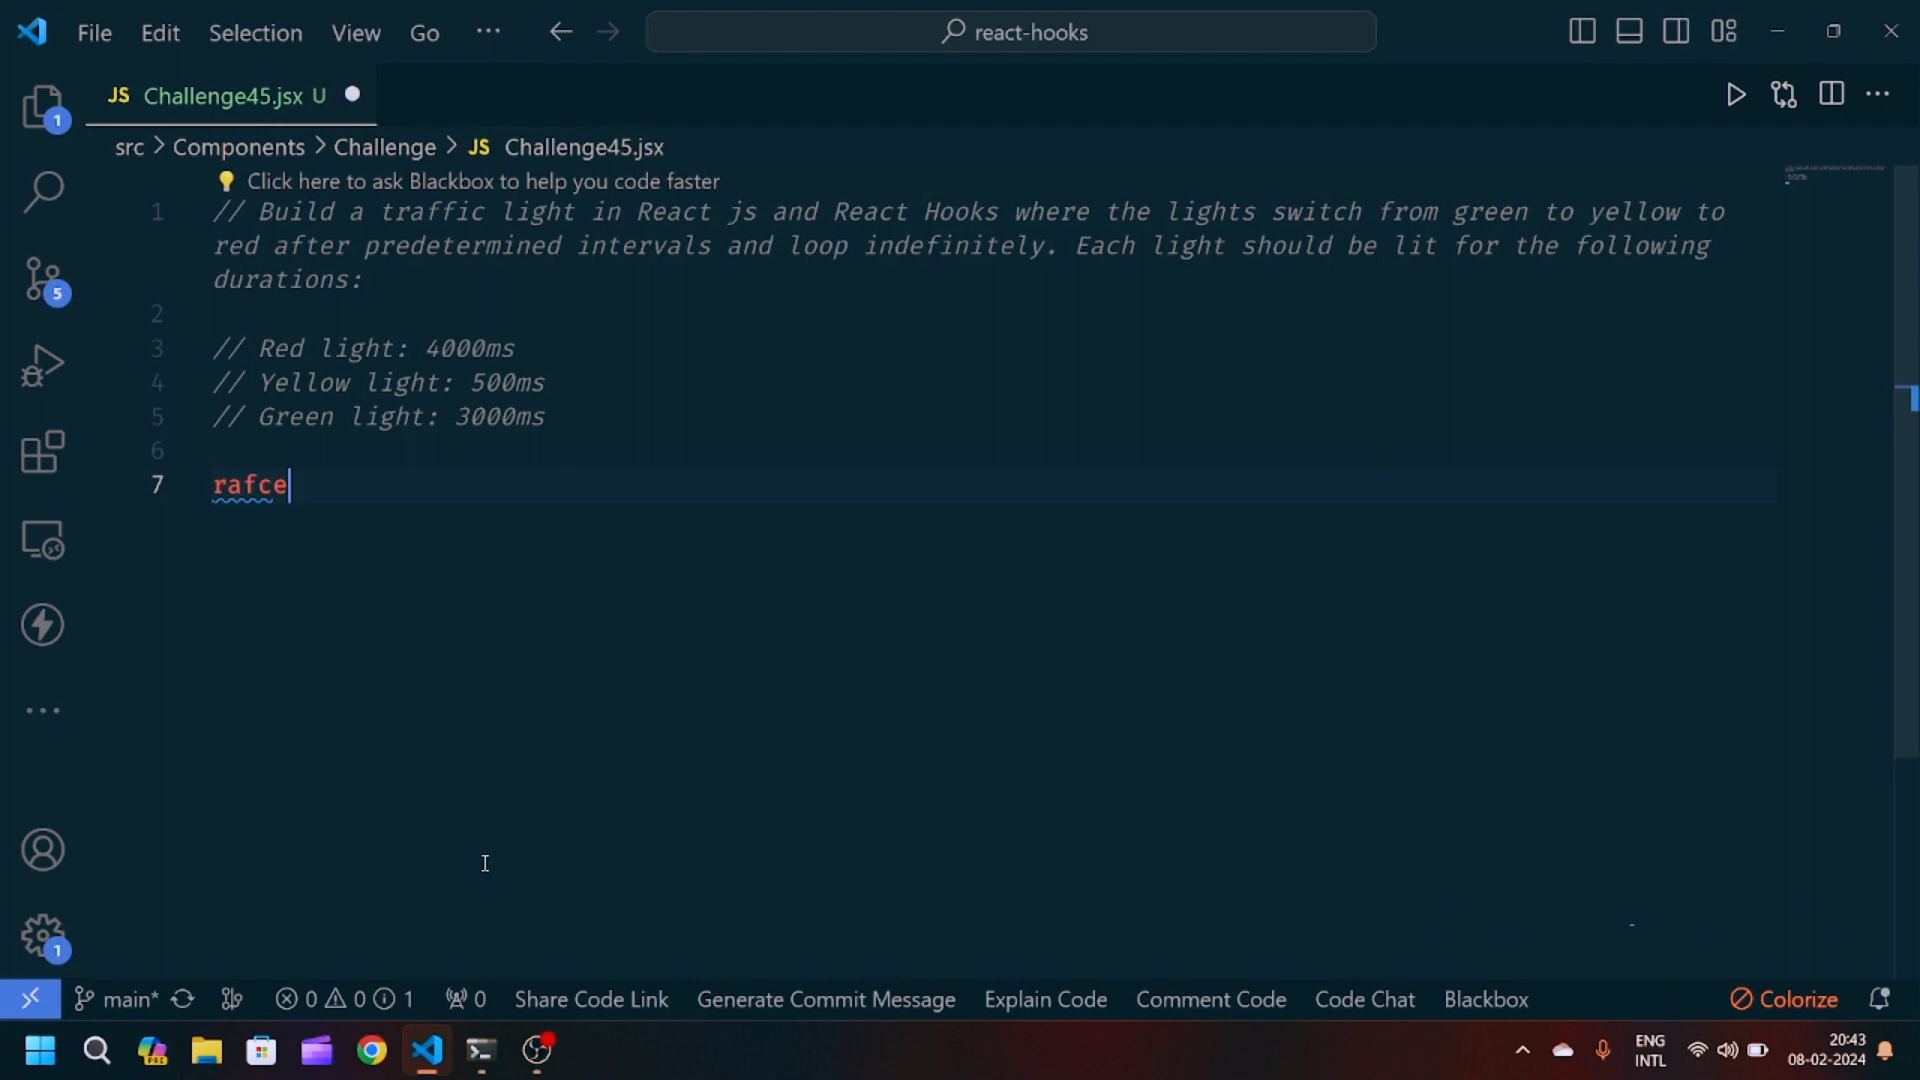 File Edit Selection View Go ··· react-hooks
JS Challenge45.jsx U
src > Components > Challenge > JS Challenge45.jsx
Click here to ask Blackbox to help you code faster
1 // Build a traffic light in React js and React Hooks where the lights switch from green to yellow to
red after predetermined intervals and loop indefinitely. Each light should be lit for the following
durations:
2
3 // Red light: 4000ms
4 // Yellow light: 500ms
5 // Green light: 3000ms
6
7 rafce
1
5
1
main* 0 0 1 0 Share Code Link Generate Commit Message Explain Code Comment Code Code Chat Blackbox Colorize
PRE
ENG
INTL
20:43
08-02-2024